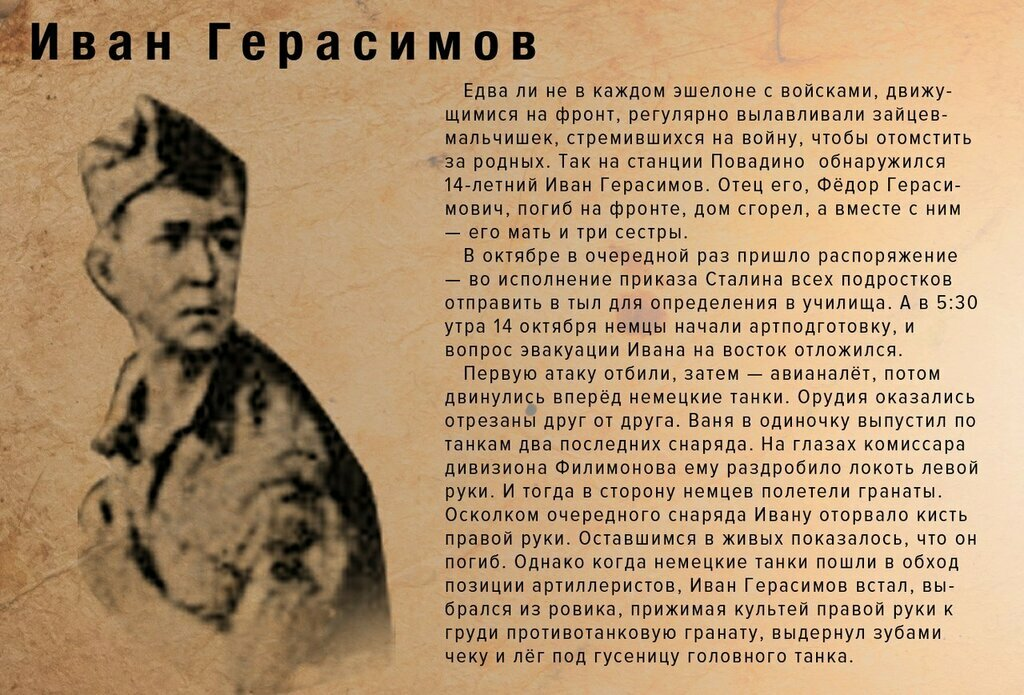 Иван Герасимов
Едва ли не в каждом эшелоне с войсками, движу-
щимися на фронт, регулярно вылавливали зайцев-
мальчишек, стремившихся на войну, чтобы отомстить
за родных. Так на станции Повадино обнаружился
14-летний Иван Герасимов. Отец его, Фёдор Гераси-
мович, погиб на фронте, дом сгорел, а вместе с ним
— его мать и три сестры.
В октябре в очередной раз пришло распоряжение
— во исполнение приказа Сталина всех подростков
отправить в тыл для определения в училища. А в 5:30
утра 14 октября немцы начали артподготовку, и
вопрос эвакуации Ивана на восток отложился.
Первую атаку отбили, затем — авианалёт, потом
двинулись вперёд немецкие танки. Орудия оказались
отрезаны друг от друга. Ваня в одиночку выпустил по
танкам два последних снаряда. На глазах комиссара
дивизиона Филимонова ему раздробило локоть левой
руки. И тогда в сторону немцев полетели гранаты.
Осколком очередного снаряда Ивану оторвало кисть
правой руки. Оставшимся в живых показалось, что он
погиб. Однако когда немецкие танки пошли в обход
позиции артиллеристов, Иван Герасимов встал, вы-
брался из ровика, прижимая культей правой руки к
груди противотанковую гранату, выдернул зубами
чеку и лёг под гусеницу головного танка.